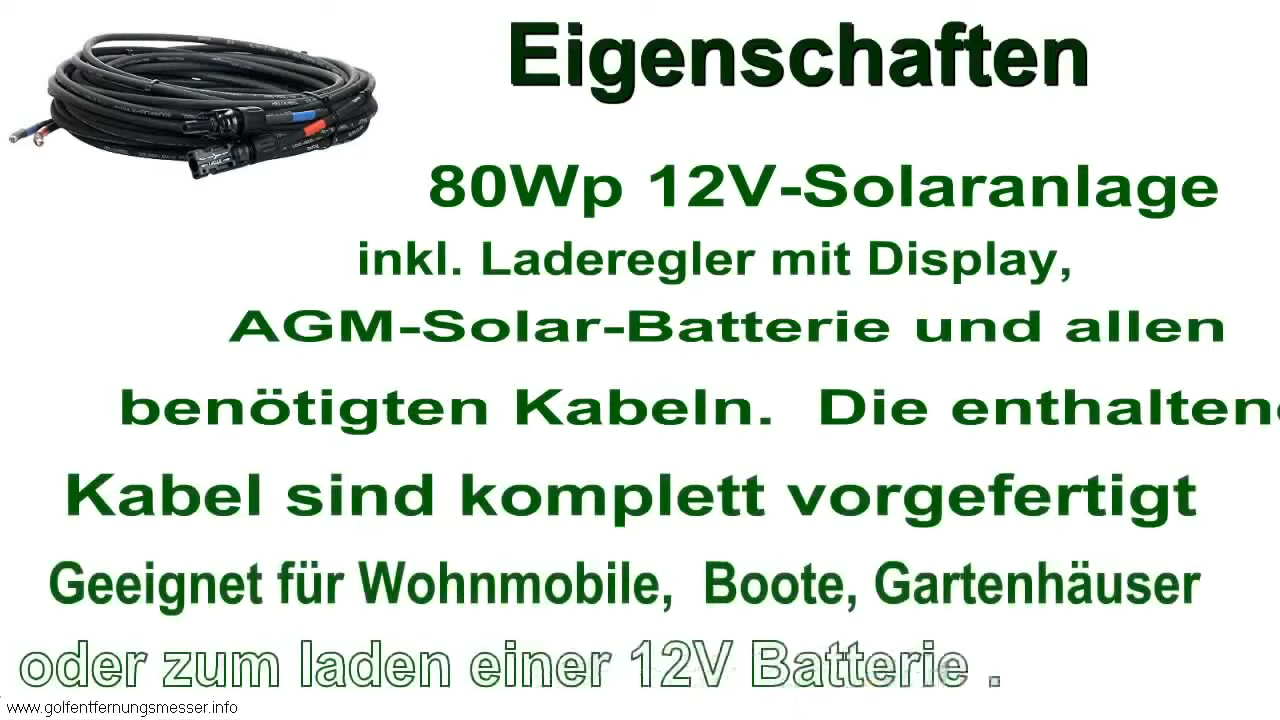 Eigenschaften
80Wp 12V-Solaranlage
inkl. Laderegler mit Display,
AGM-Solar-Batterie und allen
benötigten Kabeln. Die enthalten
Kabel sind komplett vorgefertigt
Geeignet für Wohnmobile, Boote, Gartenhäuser
oder zum laden einer 12V Batterie .
www.golfentfernungsmesser.info